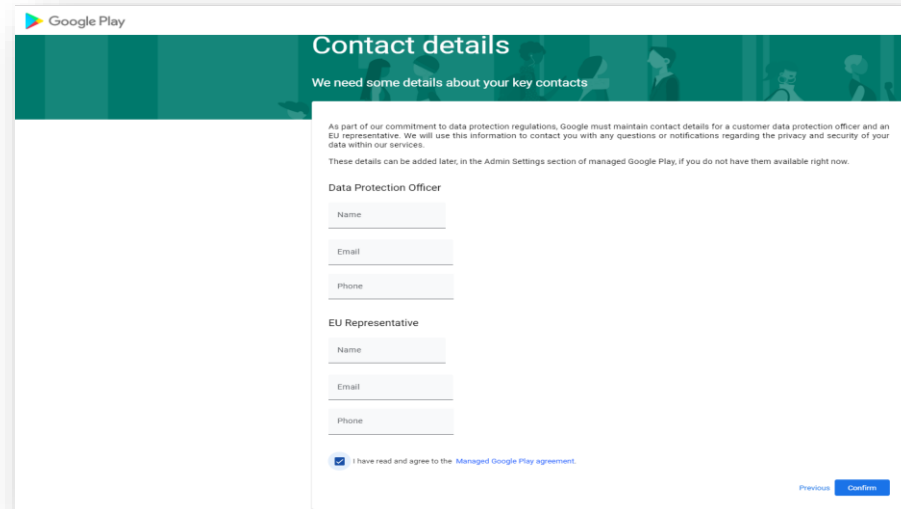 Google Play
Contact details
We need some details about your key contacts
As part of our commitment to data protection regulations, Google must maintain contact details for a customer data protection officer and an
EU representative. We will use this information to contact you with any questions or notifications regarding the privacy and security of your
data within our services.
These details can be added later, in the Admin Settings section of managed Google Play, if you do not have them available right now.
Data Protection Officer
Name
Email
Phone
EU Representative
Name
Email
Phone
I have read and agree to the Managed Google Play agreement.
Previous Confirm